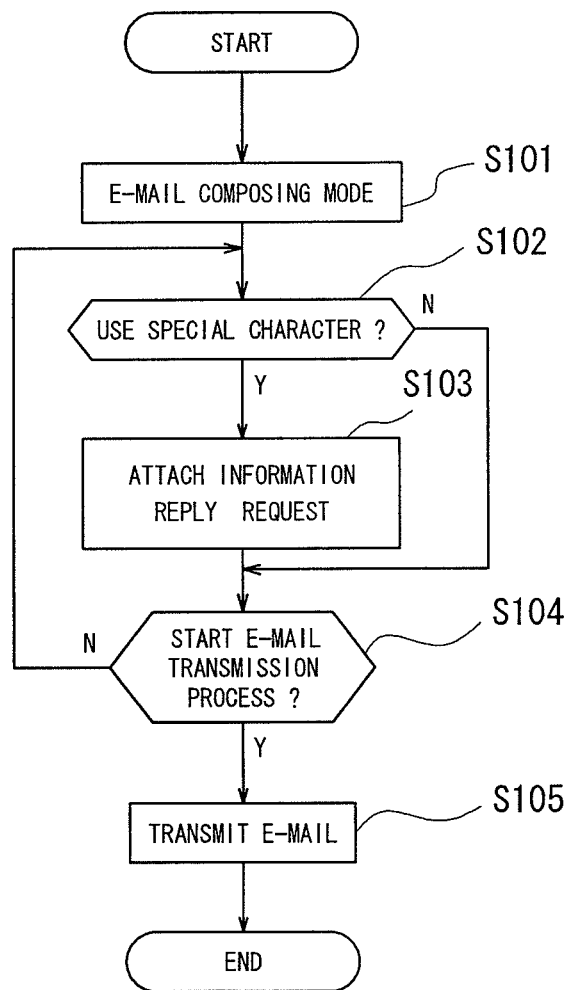 START
S101
E-MAIL COMPOSING MODE
S102
N
USE SPECIAL CHARACTER ?
Y
S103
ATTACH INFORMATION
REPLY REQUEST
S104
N
START E-MAIL
TRANSMISSION
PROCESS ?
Y
S105
TRANSMIT E-MAIL
END